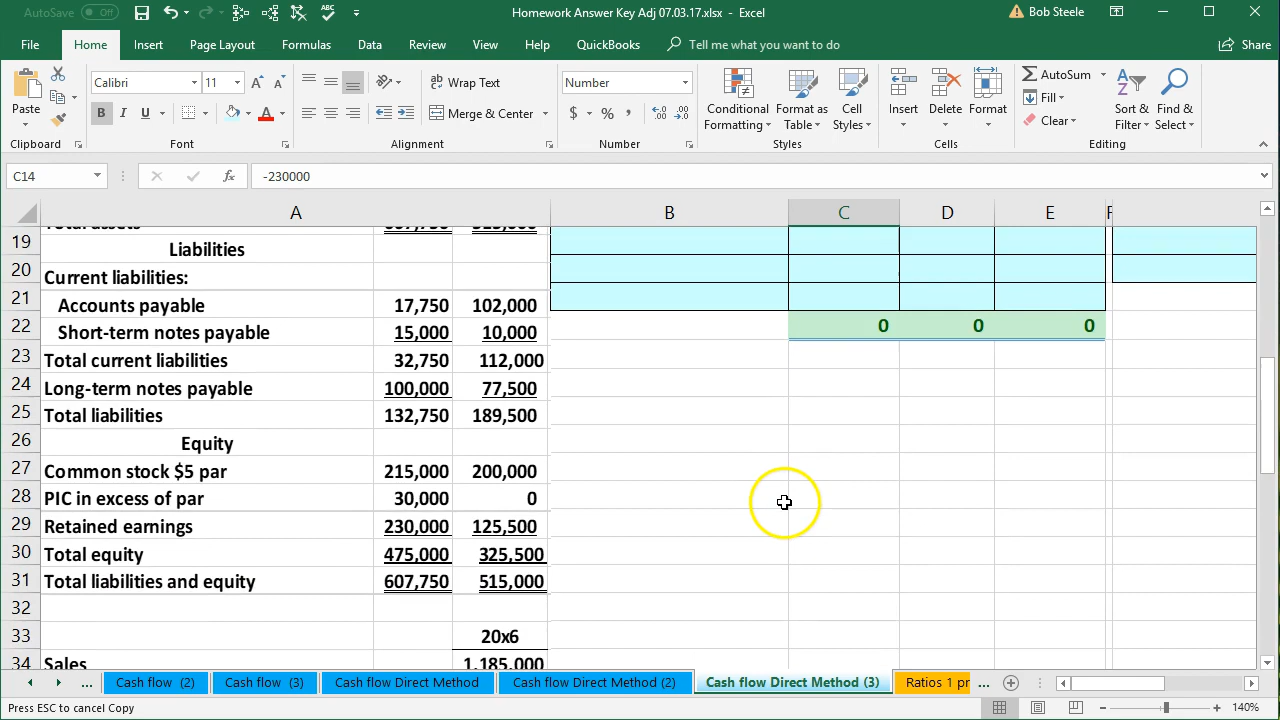 AutoSave Off
Homework Answer Key Adj 07.03.17.xlsx - Excel
Bob Steele
File Home Insert Page Layout Formulas Data Review View Help QuickBooks Tell me what you want to do Share
Paste
Calibri 11
Wrap Text
Number
Merge & Center
Conditional Formatting
Format as Table
Cell Styles
Insert Delete Format
AutoSum
Fill
Clear
Sort & Filter
Find & Select
Clipboard Font Alignment Number Styles Cells Editing
C14 fx -230000
A B C D E F
Total assets 607,750 515,000
19 Liabilities
20 Current liabilities:
21 Accounts payable 17,750 102,000
22 Short-term notes payable 15,000 10,000 0 0 0
23 Total current liabilities 32,750 112,000
24 Long-term notes payable 100,000 77,500
25 Total liabilities 132,750 189,500
26 Equity
27 Common stock $5 par 215,000 200,000
28 PIC in excess of par 30,000 0
29 Retained earnings 230,000 125,500
30 Total equity 475,000 325,500
31 Total liabilities and equity 607,750 515,000
32
33 20x6
34 Sales 1,185,000
... Cash flow (2) Cash flow (3) Cash flow Direct Method Cash flow Direct Method (2) Cash flow Direct Method (3) Ratios 1 pr ...
Press ESC to cancel Copy
140%